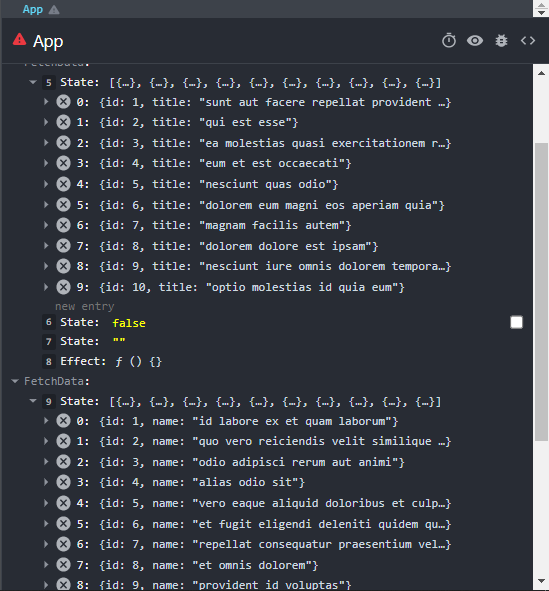 App
App
FetchData:
5 State: [{…}, {…}, {…}, {…}, {…}, {…}, {…}, {…}, {…}, {…}]
0: {id: 1, title: "sunt aut facere repellat provident …}
1: {id: 2, title: "qui est esse"}
2: {id: 3, title: "ea molestias quasi exercitationem r…}
3: {id: 4, title: "eum et est occaecati"}
4: {id: 5, title: "nesciunt quas odio"}
5: {id: 6, title: "dolorem eum magni eos aperiam quia"}
6: {id: 7, title: "magnam facilis autem"}
7: {id: 8, title: "dolorem dolore est ipsam"}
8: {id: 9, title: "nesciunt iure omnis dolorem tempora…}
9: {id: 10, title: "optio molestias id quia eum"}
new entry
6 State: false
7 State: ""
8 Effect: ƒ () {}
FetchData:
9 State: [{…}, {…}, {…}, {…}, {…}, {…}, {…}, {…}, {…}, {…}]
0: {id: 1, name: "id labore ex et quam laborum"}
1: {id: 2, name: "quo vero reiciendis velit similique …}
2: {id: 3, name: "odio adipisci rerum aut animi"}
3: {id: 4, name: "alias odio sit"}
4: {id: 5, name: "vero eaque aliquid doloribus et culp…}
5: {id: 6, name: "et fugit eligendi deleniti quidem qu…}
6: {id: 7, name: "repellat consequatur praesentium vel…}
7: {id: 8, name: "et omnis dolorem"}
8: {id: 9, name: "provident id voluptas"}